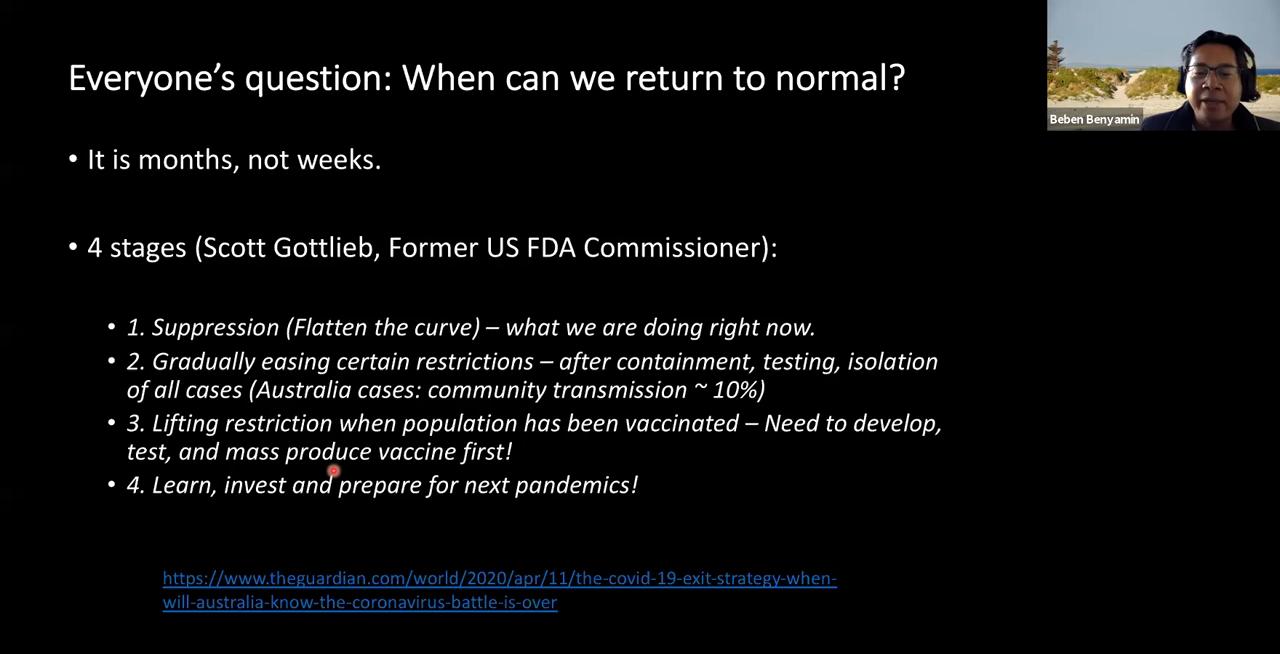 Everyone’s question: When can we return to normal?
Beben Benyamin
• It is months, not weeks.
• 4 stages (Scott Gottlieb, Former US FDA Commissioner):
• 1. Suppression (Flatten the curve) – what we are doing right now.
• 2. Gradually easing certain restrictions – after containment, testing, isolation
of all cases (Australia cases: community transmission ~ 10%)
• 3. Lifting restriction when population has been vaccinated – Need to develop,
test, and mass produce vaccine first!
• 4. Learn, invest and prepare for next pandemics!
https://www.theguardian.com/world/2020/apr/11/the-covid-19-exit-strategy-when-
will-australia-know-the-coronavirus-battle-is-over